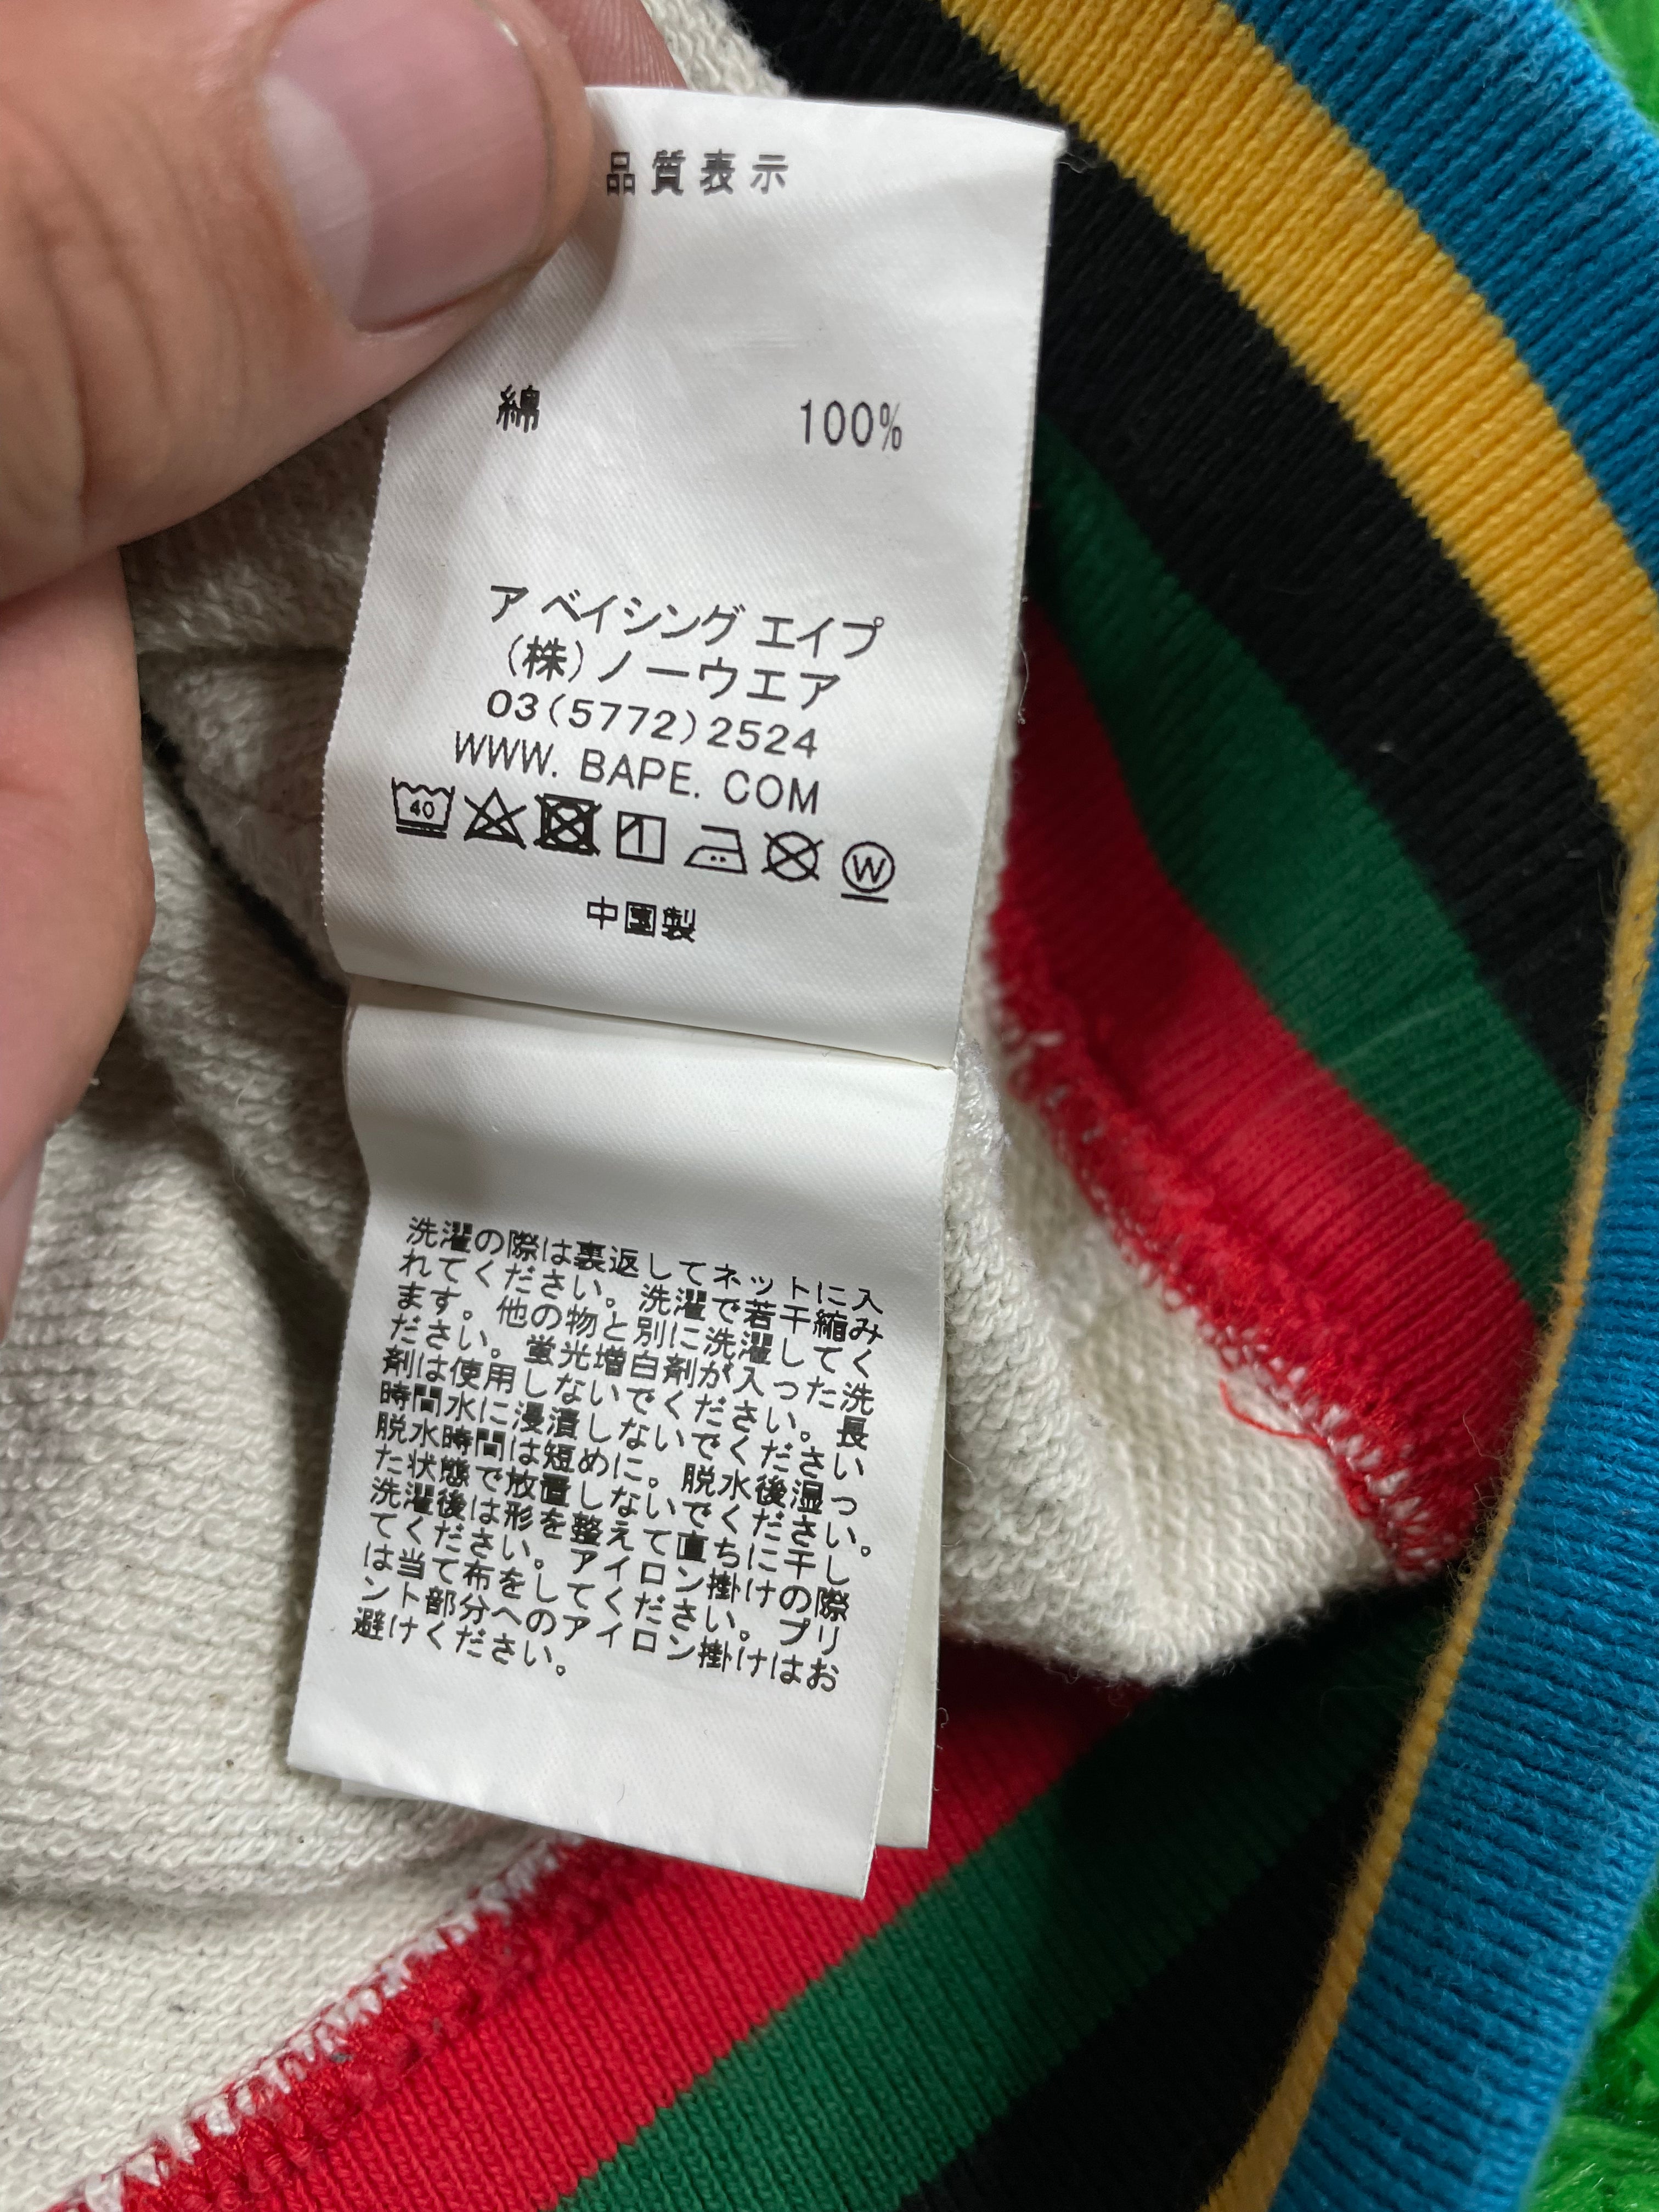 品質表示
綿 100%
ア ベイシング エイプ
(株)ノーウエア
03(5772)2524
WWW. BAPE. COM
40 W
中国製
洗濯の際は裏返してネットに入
れてください。洗濯で若干縮み
ます。他の物と別に洗濯してく
ださい。蛍光増白剤が入った洗
剤は使用しないでください。長
時間水に浸漬しないでください
脱水時間は短めに。脱水後湿っ
た状態で放置しないでください。
洗濯後は形を整えて直ちに干し
てください。アイロン掛けの際
は当て布をしてください。プリ
ント部分へのアイロン掛けはお
避けください。